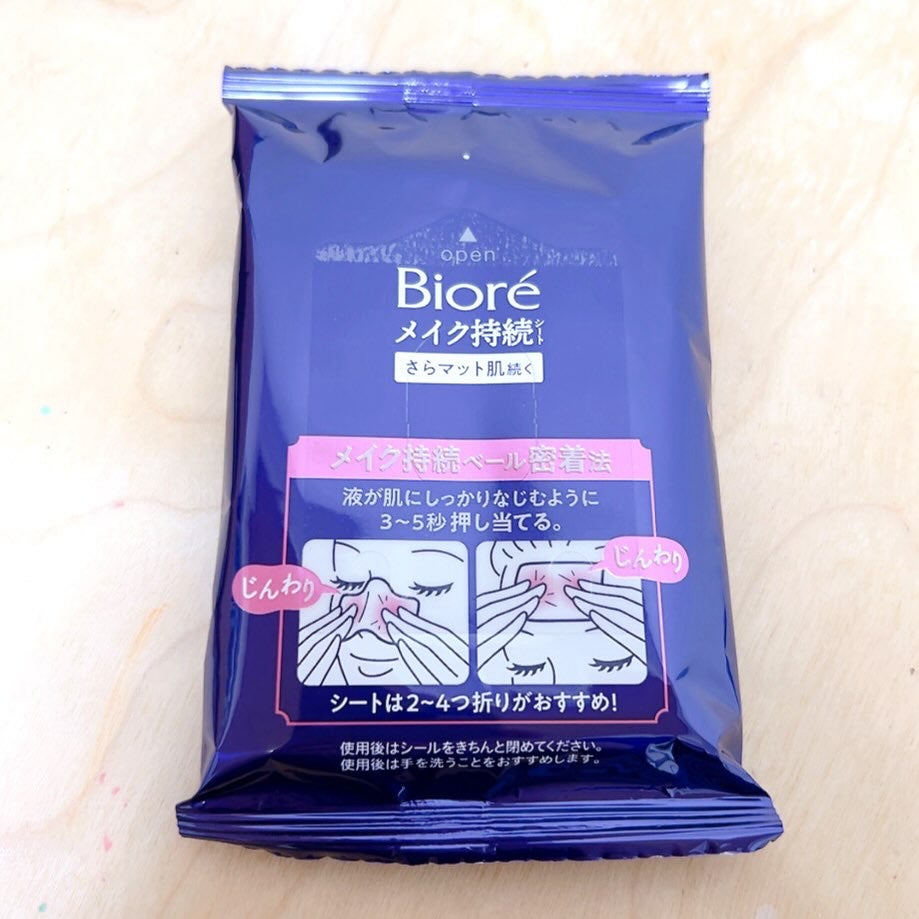 open
Bioré
メイク持続シート
さらマット肌続く
メイク持続ベール密着法
液が肌にしっかりなじむように
3~5秒押し当てる。
じんわり
じんわり
シートは2~4つ折りがおすすめ!
使用後はシールをきちんと閉めてください。
使用後は手を洗うことをおすすめします。